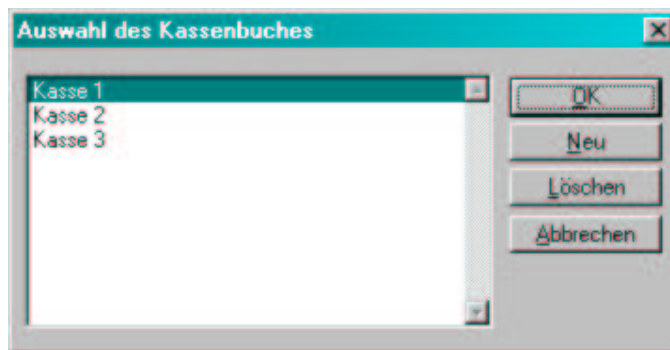 Auswahl des Kassenbuches
Kasse 1
Kasse 2
Kasse 3
OK
Neu
Löschen
Abbrechen